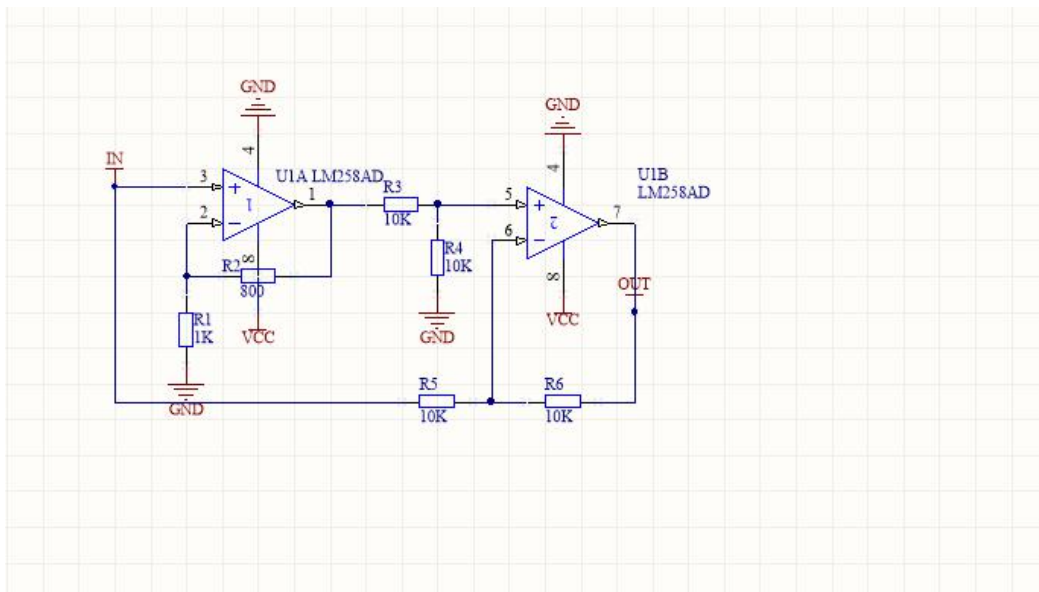 GND
GND
IN
4
4
3
U1A LM258AD
1
R3
10K
5
U1B
LM258AD
+
1
+
2
7
2
−
6
−
R4
10K
R2
800
8
8
OUT
R1
1K
VCC
GND
VCC
GND
R5
10K
R6
10K